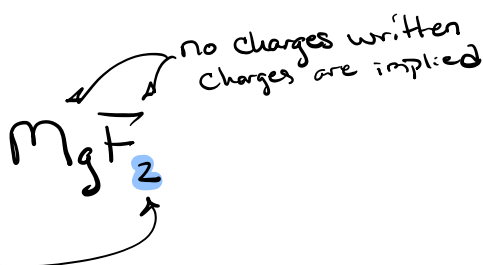 no charges written
charges are implied
MgF₂